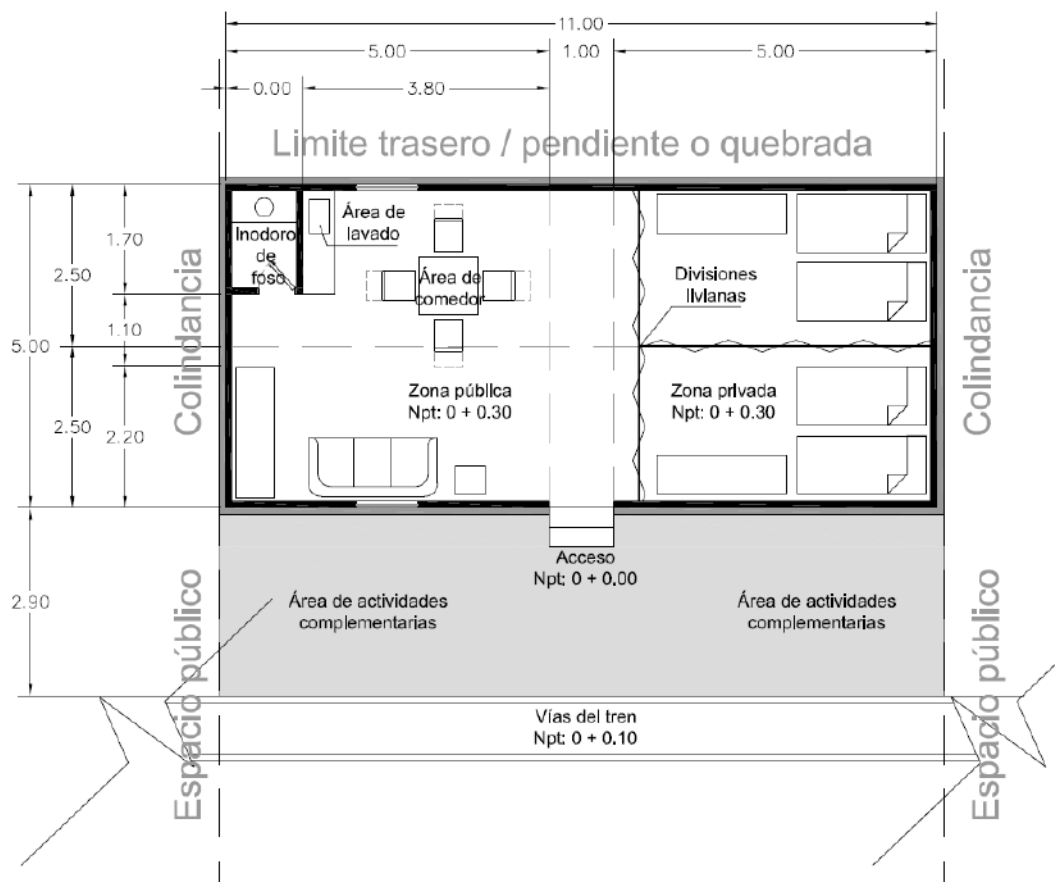 11.00
5.00
1.00
5.00
0.00
3.80
Limite trasero / pendiente o quebrada
Inodoro
de
foso
Área de
lavado
Área de
comedor
Divisiones
llvianas
1.70
2.50
1.10
5.00
2.50
2.20
Colindancia
Colindancia
Zona pública
Npt: 0 + 0.30
Zona privada
Npt: 0 + 0.30
Acceso
Npt: 0 + 0.00
2.90
Área de actividades
complementarias
Área de actividades
complementarias
Espacio público
Espacio público
Vías del tren
Npt: 0 + 0.10